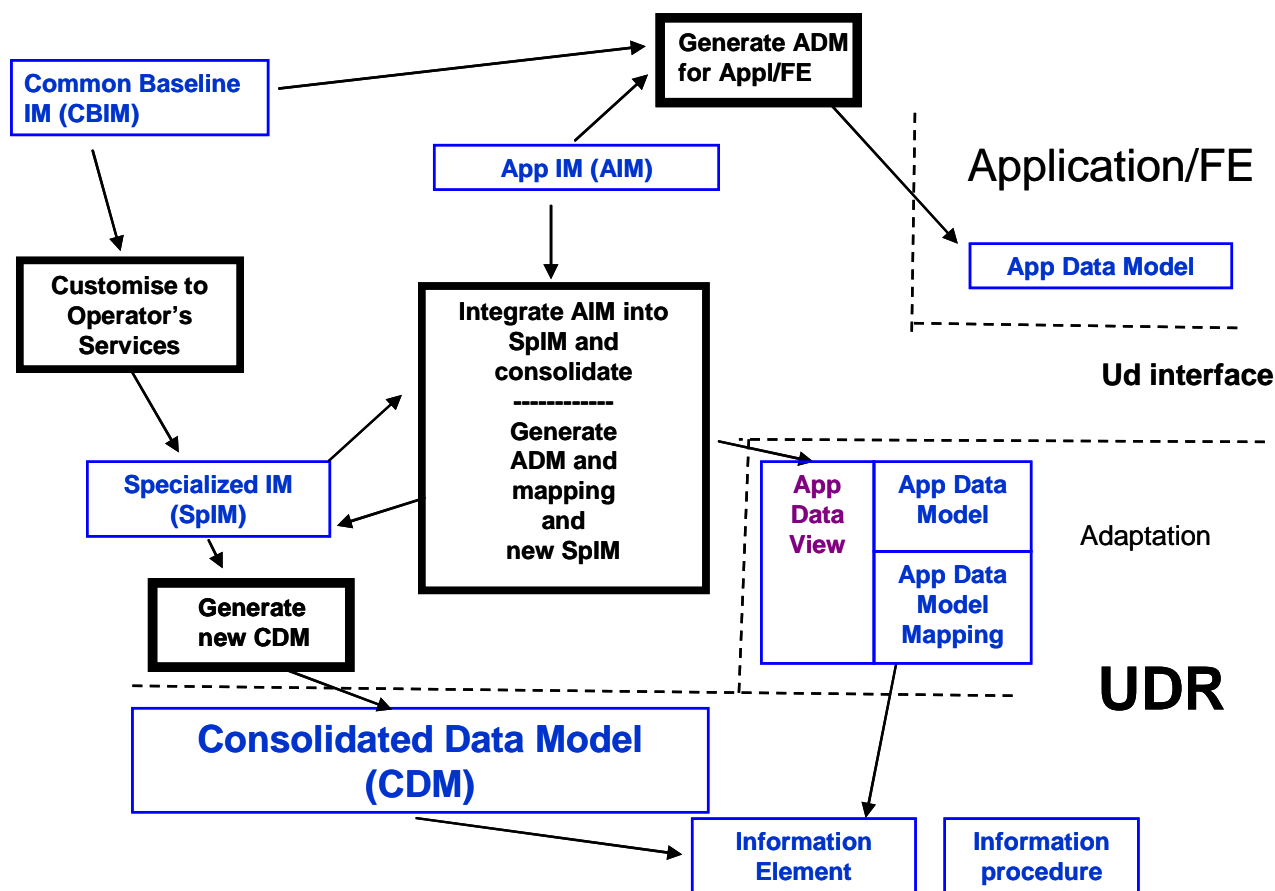 Generate ADM
for Appl/FE
Common Baseline
IM (CBIM)
App IM (AIM)
Application/FE
App Data Model
Customise to
Operator's
Services
Integrate AIM into
SpIM and
consolidate
------------
Generate
ADM and
mapping
and
new SpIM
Ud interface
Specialized IM
(SpIM)
App
Data
View
App Data
Model
Adaptation
App Data
Model
Mapping
Generate
new CDM
UDR
Consolidated Data Model
(CDM)
Information
Element
Information
procedure